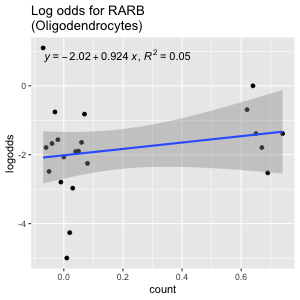 Log odds for RARB
(Oligodendrocytes)
y = −2.02 + 0.924 x, R² = 0.05
0
−2
−4
logodds
0.0 0.2 0.4 0.6
count